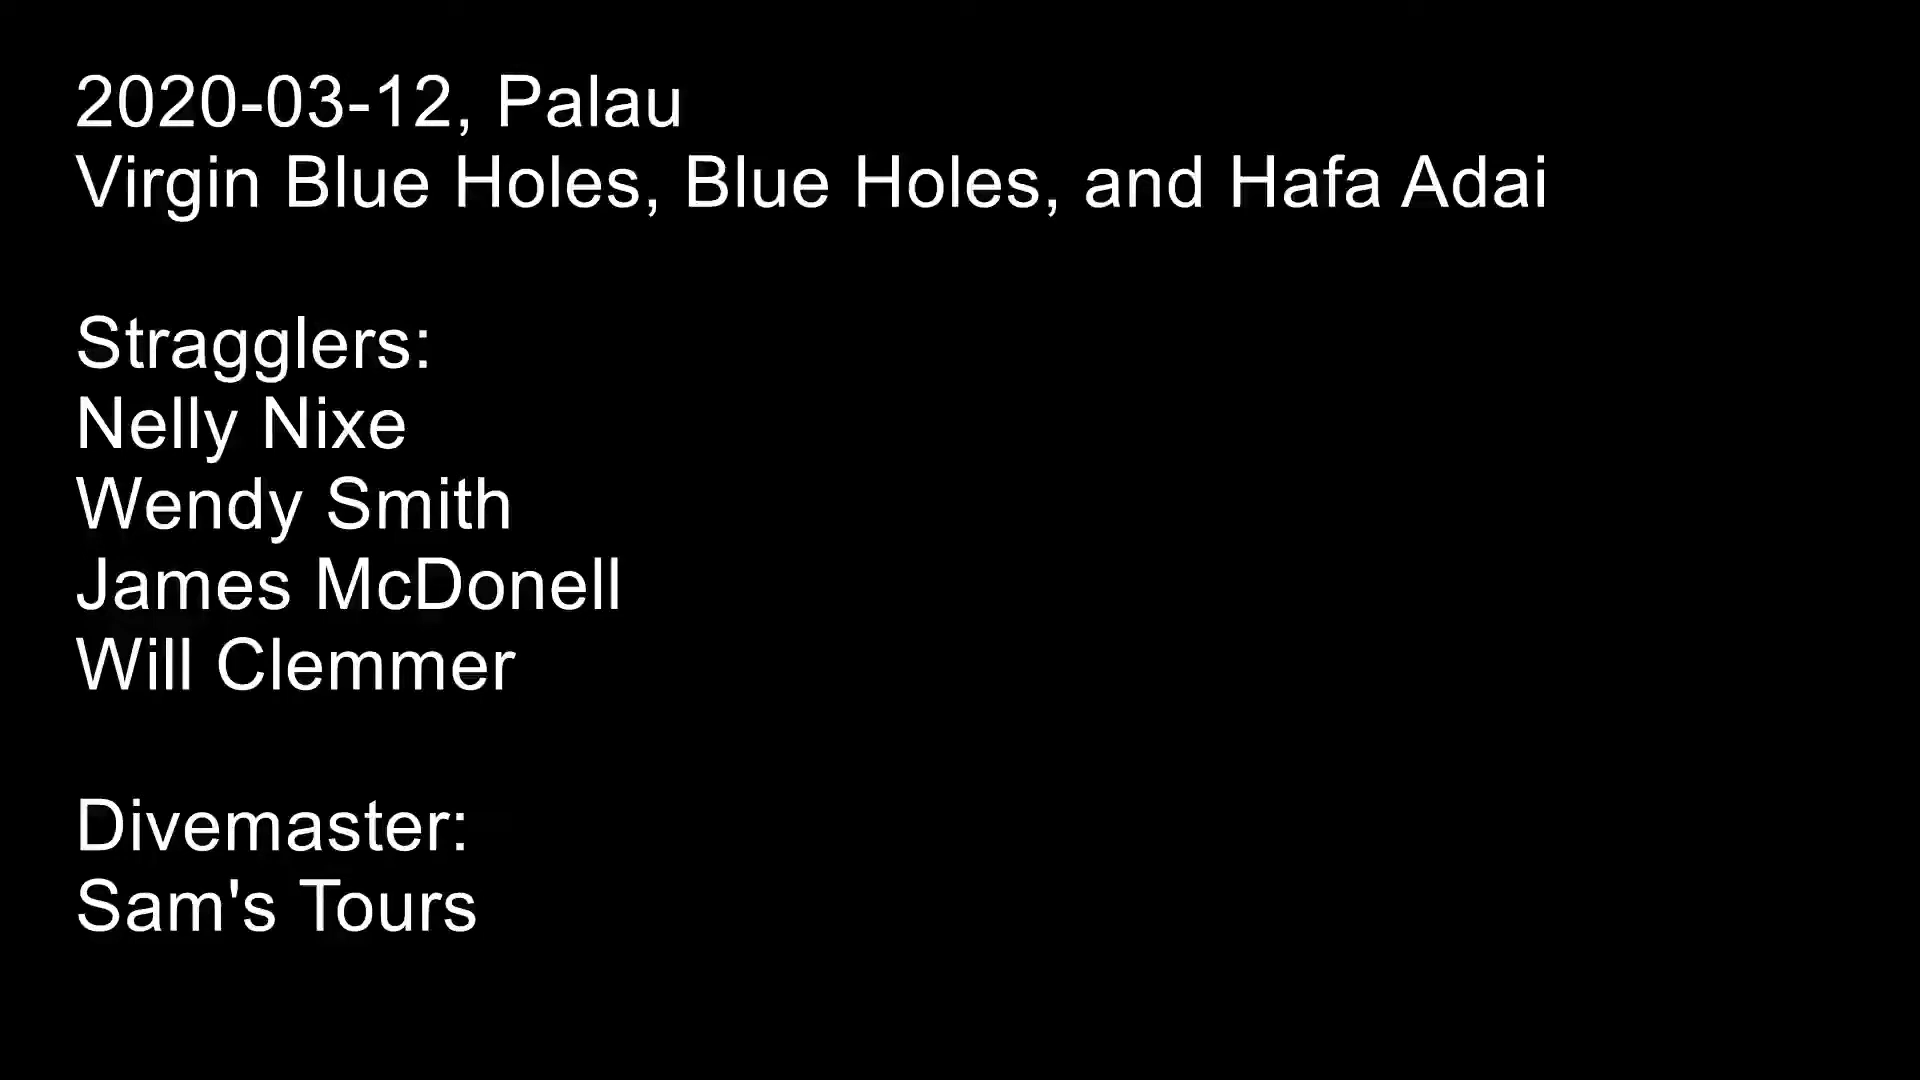 2020-03-12, Palau
Virgin Blue Holes, Blue Holes, and Hafa Adai
Stragglers:
Nelly Nixe
Wendy Smith
James McDonell
Will Clemmer
Divemaster:
Sam's Tours